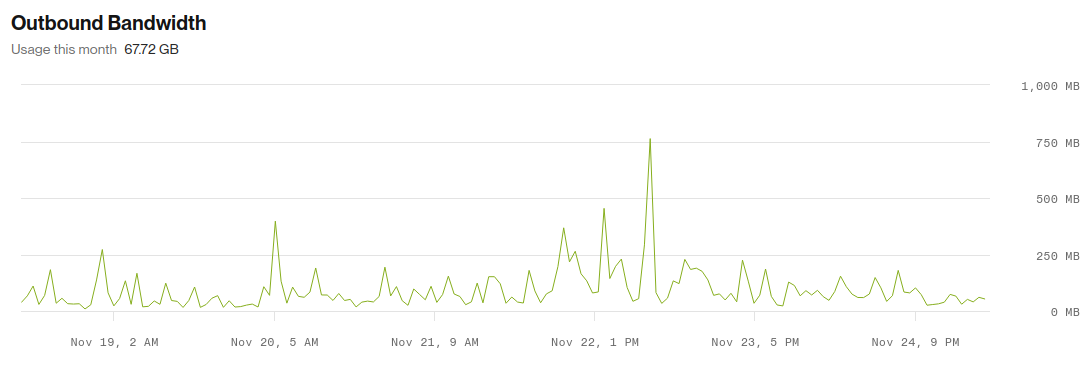 Outbound Bandwidth
Usage this month 67.72 GB
1,000 MB
750 MB
500 MB
250 MB
0 MB
Nov 19, 2 AM
Nov 20, 5 AM
Nov 21, 9 AM
Nov 22, 1 PM
Nov 23, 5 PM
Nov 24, 9 PM